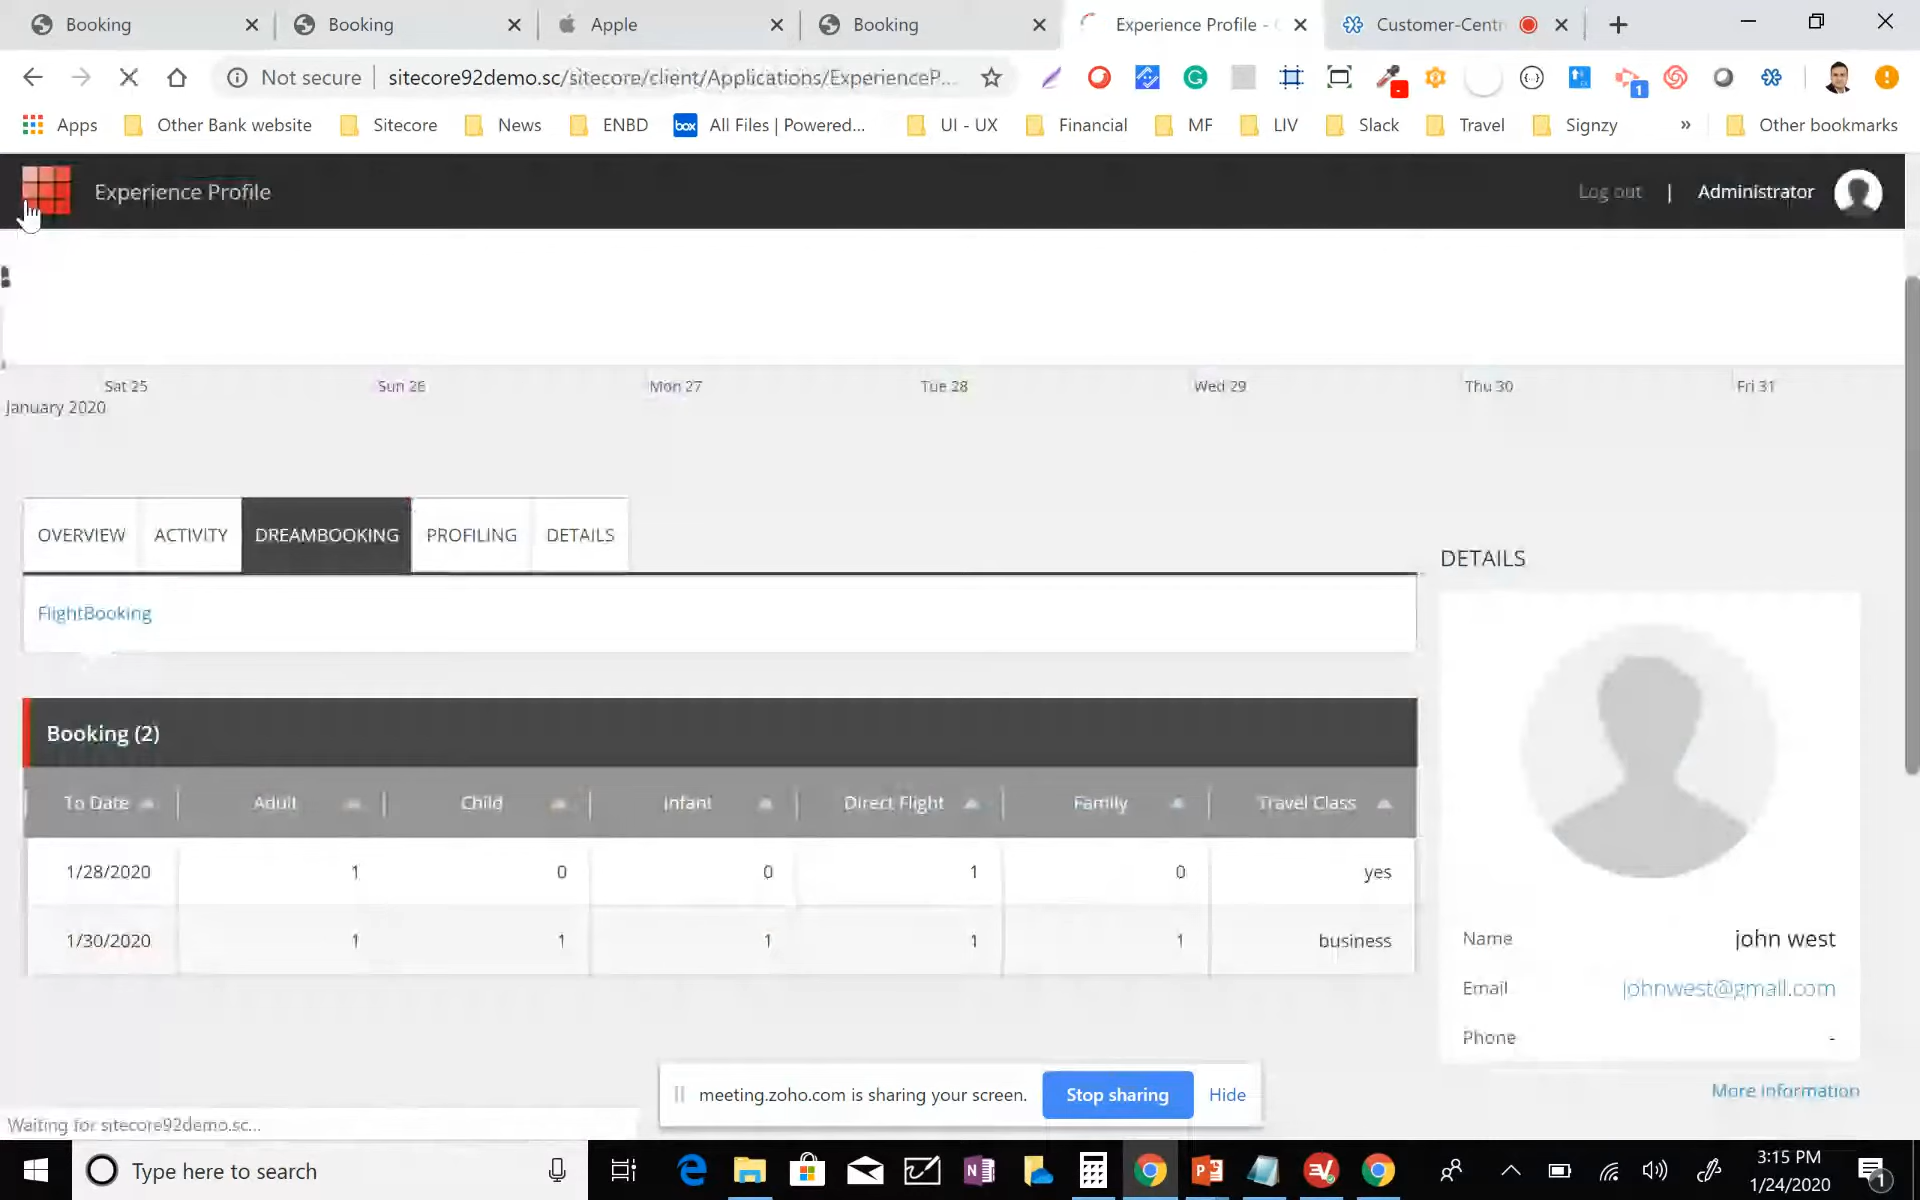 Booking
Booking
Apple
Booking
Experience Profile -
Customer-Centr
Not secure
sitecore92demo.sc/sitecore/client/Applications/ExperienceP...
Apps
Other Bank website
Sitecore
News
ENBD
box
All Files | Powered...
UI - UX
Financial
MF
LIV
Slack
Travel
Signzy
»
Other bookmarks
Experience Profile
Log out | Administrator
Sat 25
Sun 26
Mon 27
Tue 28
Wed 29
Thu 30
Fri 31
January 2020
OVERVIEW
ACTIVITY
DREAMBOOKING
PROFILING
DETAILS
DETAILS
FlightBooking
Booking (2)
To Date Adult Child Infant Direct Flight Family Travel Class
1/28/2020 1 0 0 1 0 yes
1/30/2020 1 1 1 1 1 business
Name john west
Email johnwest@gmail.com
Phone -
More information
meeting.zoho.com is sharing your screen.
Stop sharing
Hide
Waiting for sitecore92demo.sc...
Type here to search
3:15 PM
1/24/2020
1